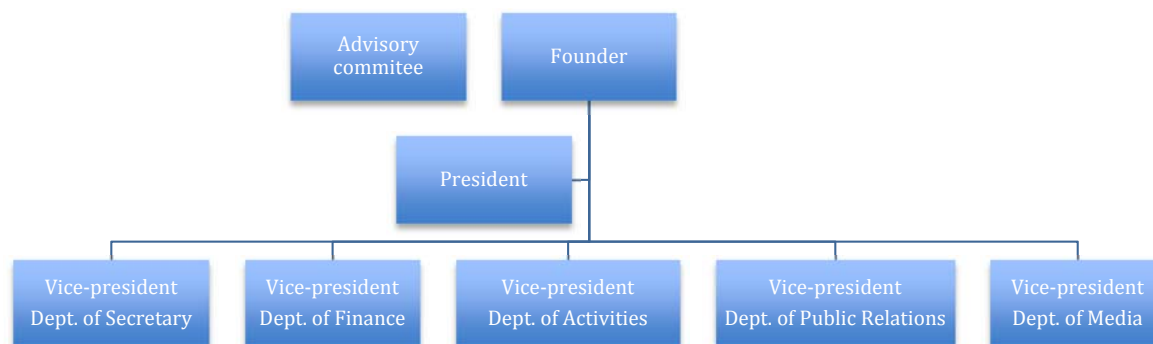 Advisory
commitee
Founder
President
Vice-president
Dept. of Secretary
Vice-president
Dept. of Finance
Vice-president
Dept. of Activities
Vice-president
Dept. of Public Relations
Vice-president
Dept. of Media